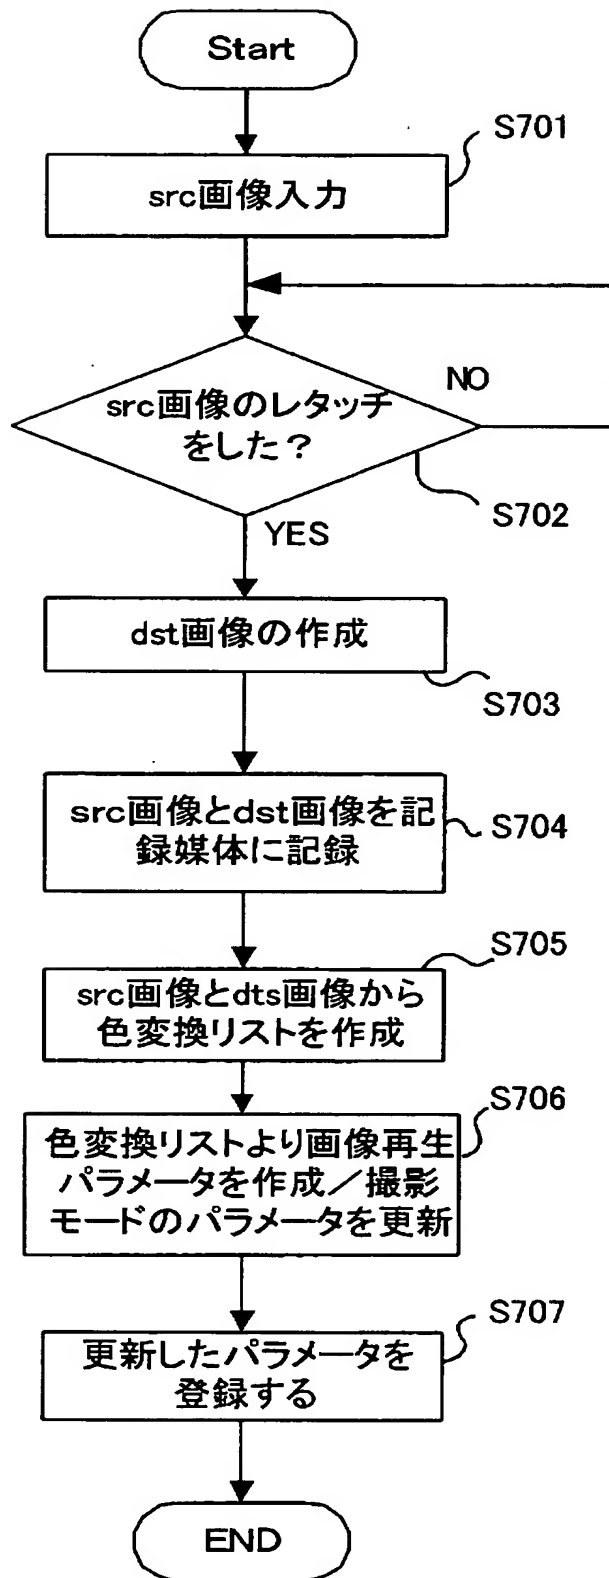 Start
S701
src画像入力
NO
src画像のレタッチ
をした？
S702
YES
dst画像の作成
S703
src画像とdst画像を記
録媒体に記録
S704
S705
src画像とdts画像から
色変換リストを作成
S706
色変換リストより画像再生
パラメータを作成／撮影
モードのパラメータを更新
S707
更新したパラメータを
登録する
END